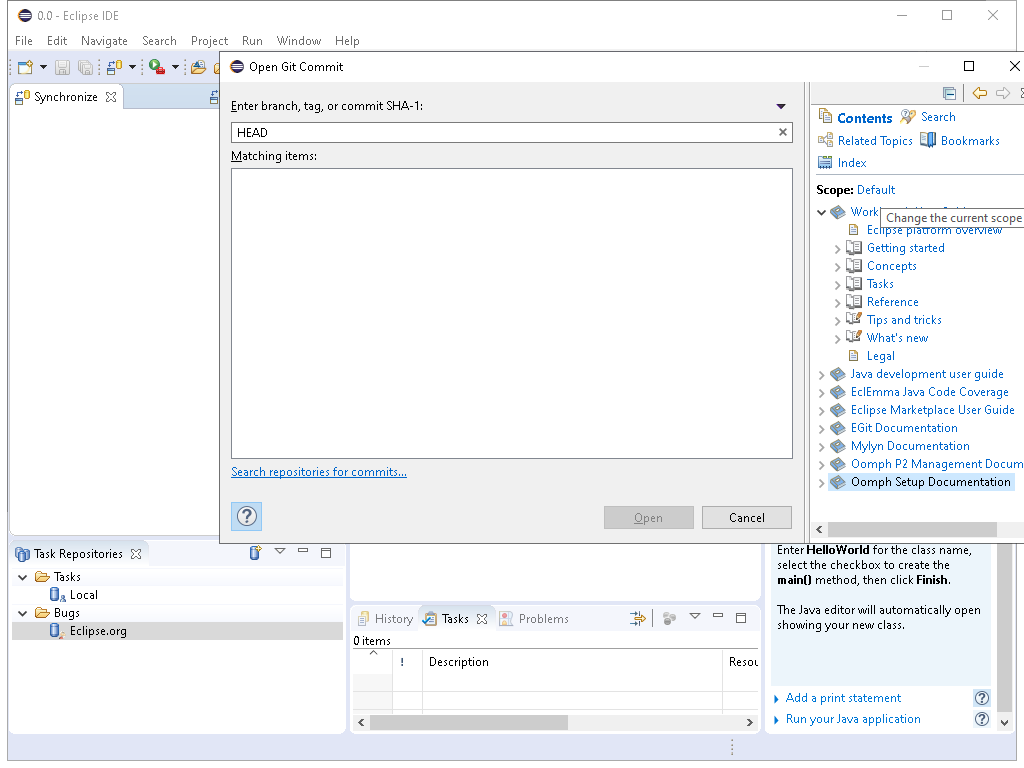 0.0 - Eclipse IDE
File Edit Navigate Search Project Run Window Help
Synchronize
Open Git Commit
Enter branch, tag, or commit SHA-1:
HEAD
Matching items:
Search repositories for commits...
Open
Cancel
Contents
Search
Related Topics
Bookmarks
Index
Scope: Default
Change the current scope
Eclipse platform overview
Getting started
Concepts
Tasks
Reference
Tips and tricks
What's new
Legal
Java development user guide
EclEmma Java Code Coverage
Eclipse Marketplace User Guide
EGit Documentation
Mylyn Documentation
Oomph P2 Management Docum
Oomph Setup Documentation
Task Repositories
Tasks
Local
Bugs
Eclipse.org
History
Tasks
Problems
0 items
!
Description
Resou
Enter HelloWorld for the class name,
select the checkbox to create the
main() method, then click Finish.
The Java editor will automatically open
showing your new class.
Add a print statement
Run your Java application